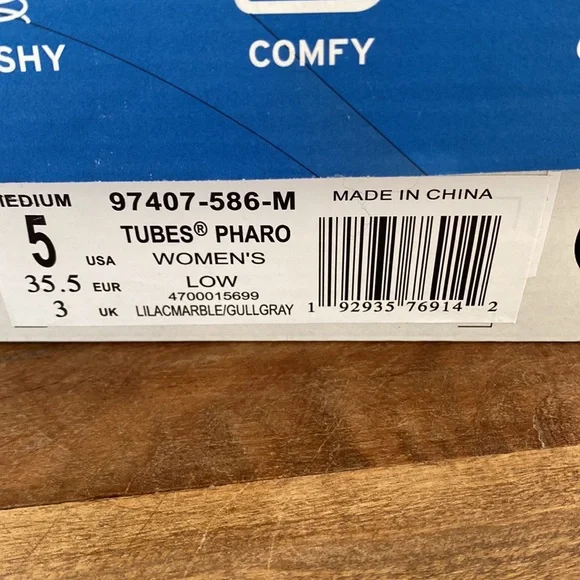 SHY
COMFY
MEDIUM
97407-586-M
MADE IN CHINA
5 USA
TUBES® PHARO
WOMEN'S
35.5 EUR
LOW
4700015699
3 UK
LILACMARBLE/GULLGRAY
1 92935 76914 2